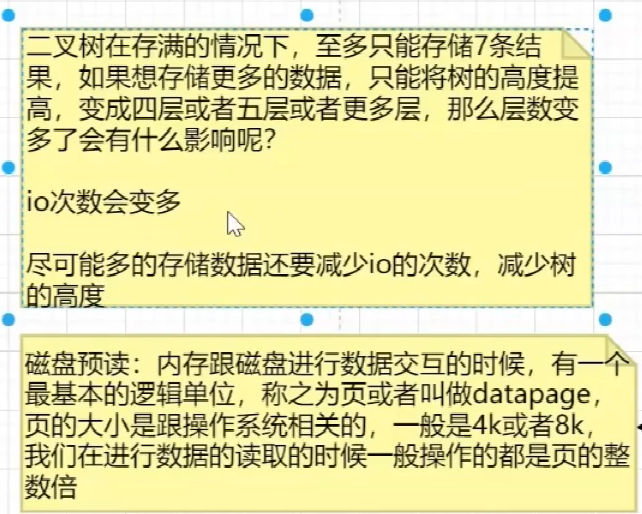 二叉树在存满的情况下，至多只能存储7条结
果，如果想存储更多的数据，只能将树的高度提
高，变成四层或者五层或者更多层，那么层数变
多了会有什么影响呢？
io次数会变多
尽可能多的存储数据还要减少io的次数，减少树
的高度
磁盘预读：内存跟磁盘进行数据交互的时候，有一个
最基本的逻辑单位，称之为页或者叫做datapage，
页的大小是跟操作系统相关的，一般是4k或者8k，
我们在进行数据的读取的时候一般操作的都是页的整
数倍